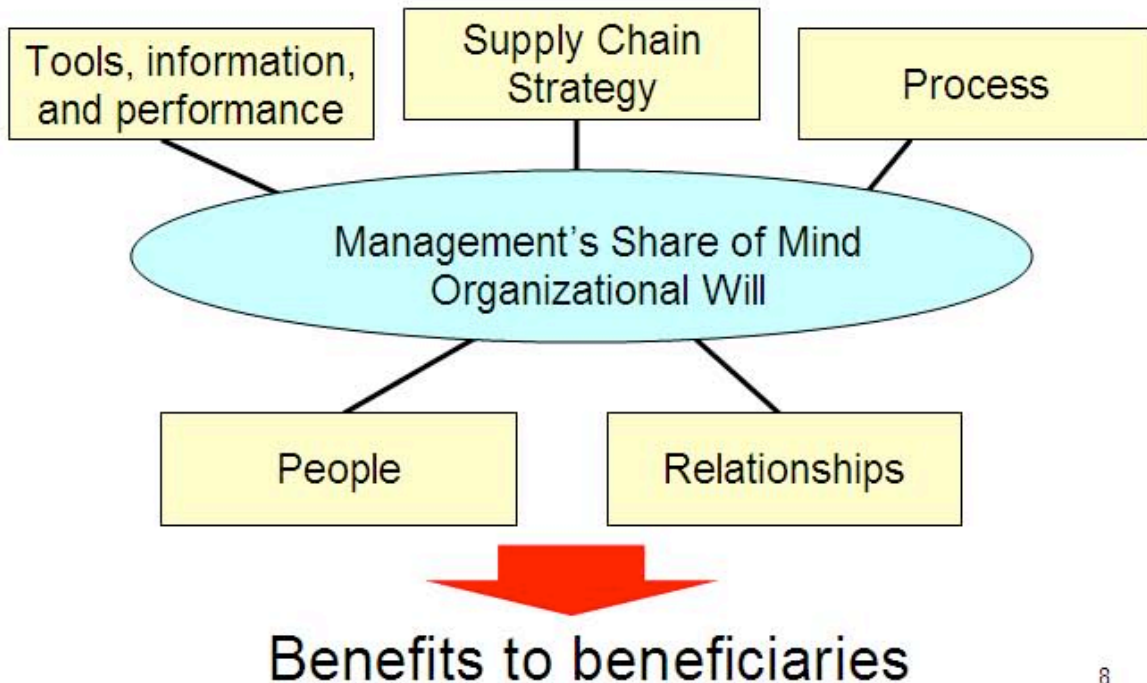 Tools, information,
and performance
Supply Chain
Strategy
Process
Management’s Share of Mind
Organizational Will
People
Relationships
Benefits to beneficiaries
8